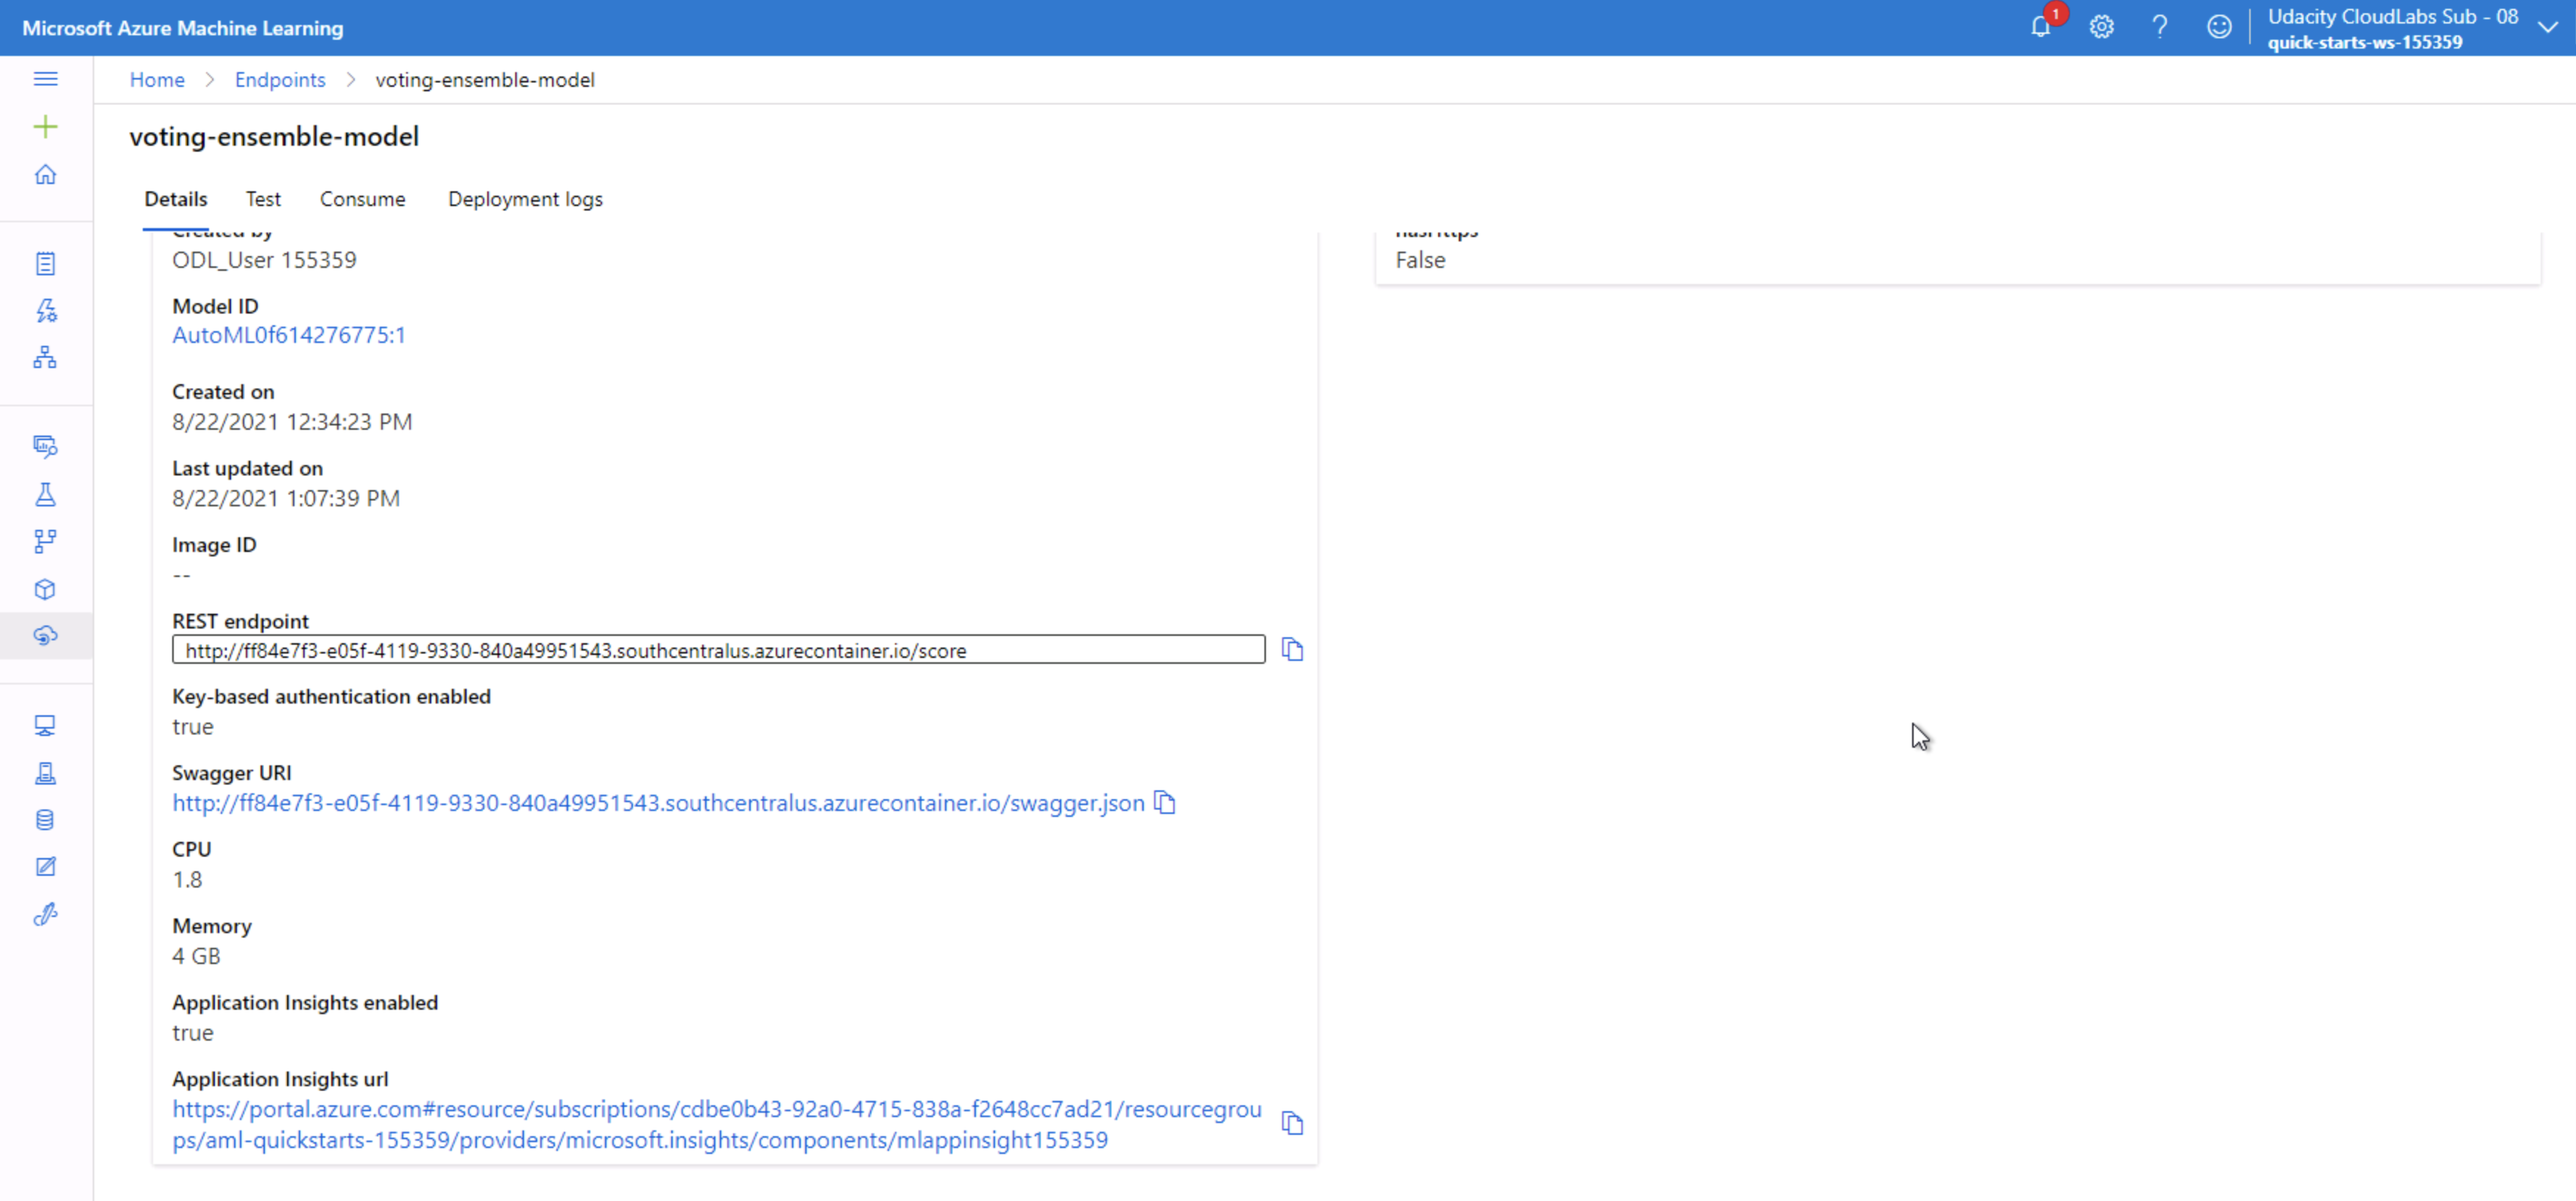 Microsoft Azure Machine Learning
1
Udacity CloudLabs Sub - 08
quick-starts-ws-155359
Home > Endpoints > voting-ensemble-model
voting-ensemble-model
Details Test Consume Deployment logs
Created by
ODL_User 155359
Model ID
AutoML0f614276775:1
Created on
8/22/2021 12:34:23 PM
Last updated on
8/22/2021 1:07:39 PM
Image ID
--
REST endpoint
http://ff84e7f3-e05f-4119-9330-840a49951543.southcentralus.azurecontainer.io/score
Key-based authentication enabled
true
Swagger URI
http://ff84e7f3-e05f-4119-9330-840a49951543.southcentralus.azurecontainer.io/swagger.json
CPU
1.8
Memory
4 GB
Application Insights enabled
true
Application Insights url
https://portal.azure.com#resource/subscriptions/cdbe0b43-92a0-4715-838a-f2648cc7ad21/resourcegrou
ps/aml-quickstarts-155359/providers/microsoft.insights/components/mlappinsight155359
hasHttps
False